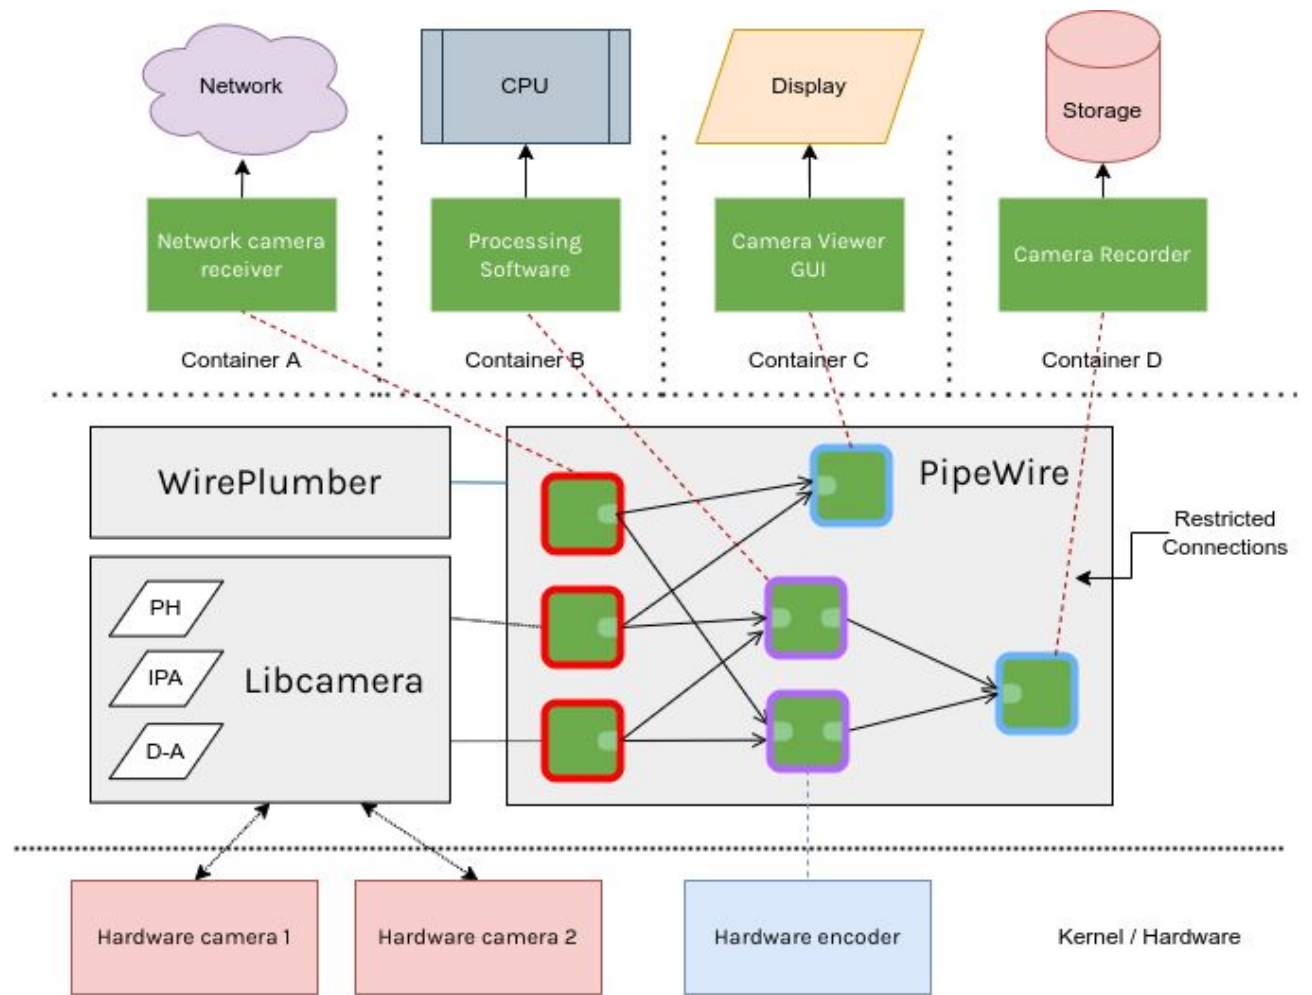 Network
CPU
Display
Storage
Network camera
receiver
Processing
Software
Camera Viewer
GUI
Camera Recorder
Container A
Container B
Container C
Container D
WirePlumber
PipeWire
Restricted
Connections
PH
IPA
Libcamera
D-A
Hardware camera 1
Hardware camera 2
Hardware encoder
Kernel / Hardware